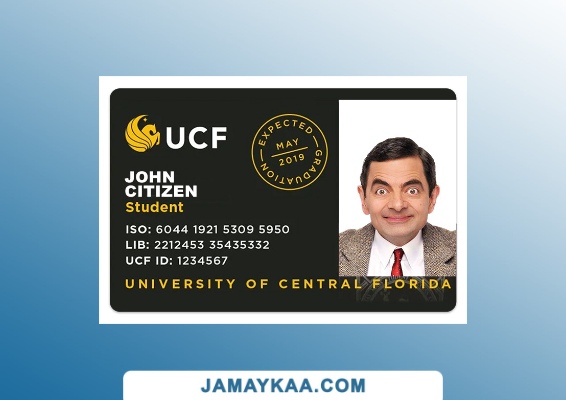 UCF
EXPECTED
MAY
2019
GRADUATION
JOHN
CITIZEN
Student
ISO: 6044 1921 5309 5950
LIB: 2212453 35435332
UCF ID: 1234567
UNIVERSITY OF CENTRAL FLORIDA
JAMAYKAA.COM